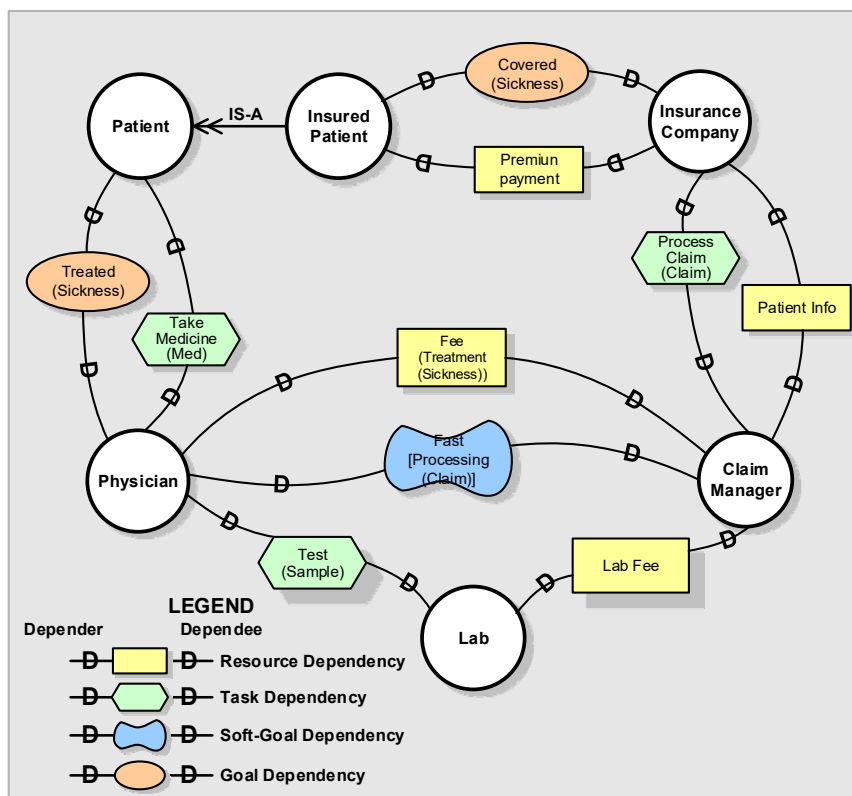 Covered
(Sickness)
IS-A
Patient
Insured
Patient
Insurance
Company
D
D
D
D
Premiun
payment
D
D
D
D
Treated
(Sickness)
Process
Claim
(Claim)
Patient Info
Take
Medicine
(Med)
Fee
(Treatment
(Sickness))
D
D
D
D
D
D
Fast
[Processing
(Claim)]
D
D
Physician
Claim
Manager
D
D
Test
(Sample)
D
D
Lab Fee
Lab
LEGEND
Depender
Dependee
D
D
Resource Dependency
D
D
Task Dependency
D
D
Soft-Goal Dependency
D
D
Goal Dependency